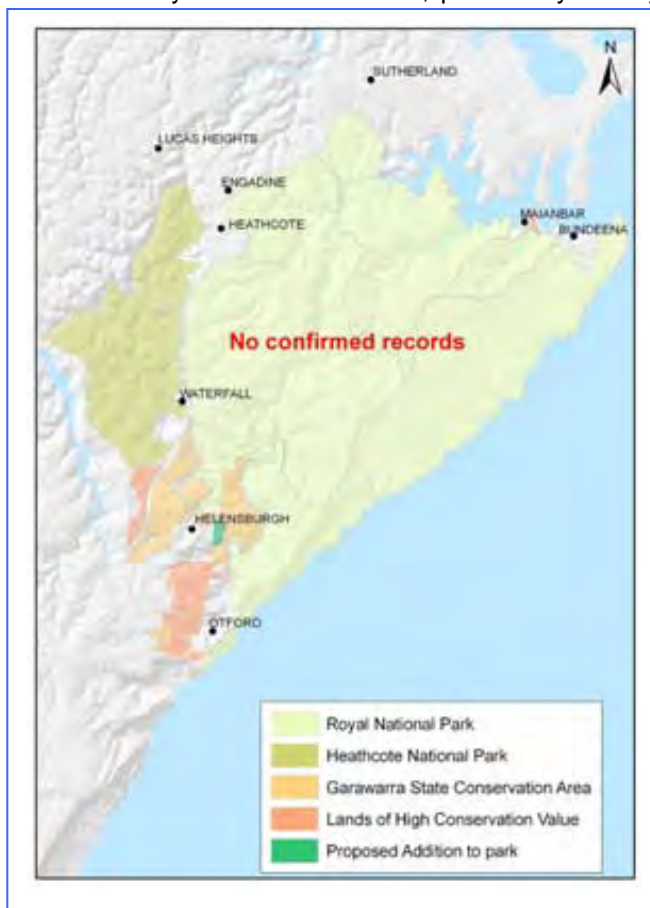 N
SUTHERLAND
LUCAS HEIGHTS
ENGADINE
MAIANBAR
HEATHCOTE
BUNDEENA
No confirmed records
WATERFALL
HELENSBURGH
OTFORD
Royal National Park
Heathcote National Park
Garawarra State Conservation Area
Lands of High Conservation Value
Proposed Addition to park